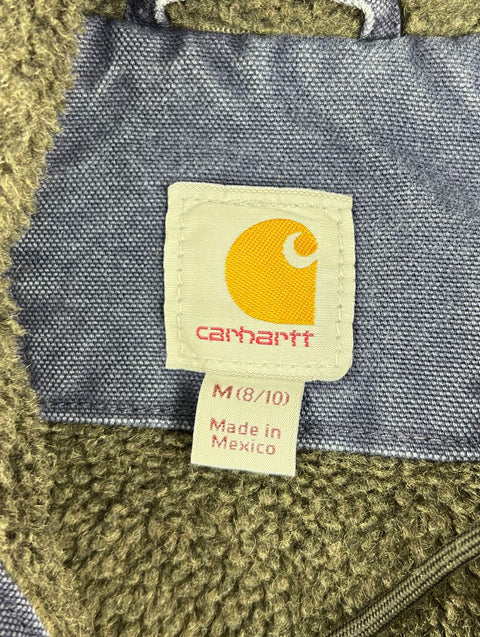 carhartt
M (8/10)
Made in
Mexico